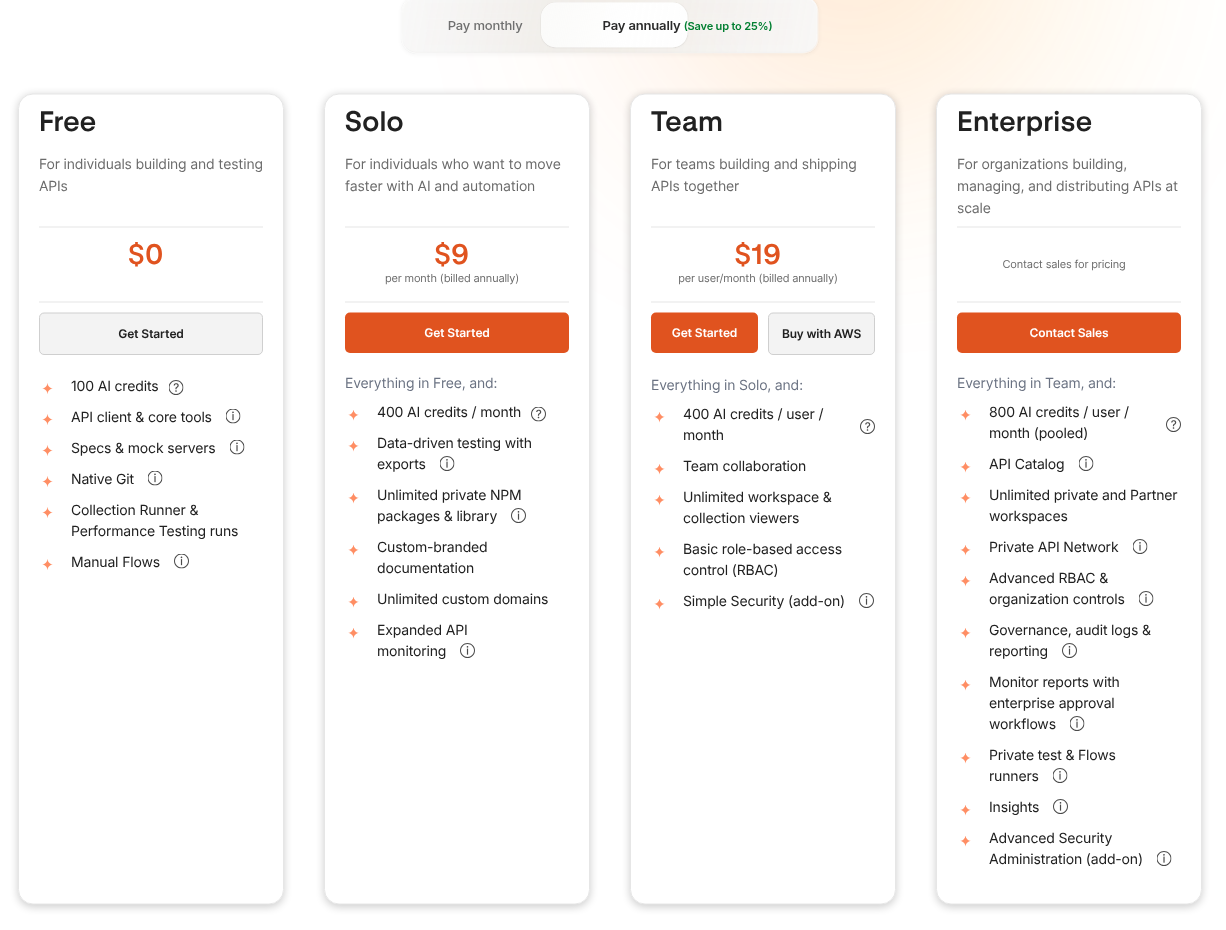 Pay monthly
Pay annually (Save up to 25%)
Free
For individuals building and testing
APIs
$0
Get Started
100 AI credits
API client & core tools
Specs & mock servers
Native Git
Collection Runner &
Performance Testing runs
Manual Flows
Solo
For individuals who want to move
faster with AI and automation
$9
per month (billed annually)
Get Started
Everything in Free, and:
400 AI credits / month
Data-driven testing with
exports
Unlimited private NPM
packages & library
Custom-branded
documentation
Unlimited custom domains
Expanded API
monitoring
Team
For teams building and shipping
APIs together
$19
per user/month (billed annually)
Get Started
Buy with AWS
Everything in Solo, and:
400 AI credits / user /
month
Team collaboration
Unlimited workspace &
collection viewers
Basic role-based access
control (RBAC)
Simple Security (add-on)
Enterprise
For organizations building,
managing, and distributing APIs at
scale
Contact sales for pricing
Contact Sales
Everything in Team, and:
800 AI credits / user /
month (pooled)
API Catalog
Unlimited private and Partner
workspaces
Private API Network
Advanced RBAC &
organization controls
Governance, audit logs &
reporting
Monitor reports with
enterprise approval
workflows
Private test & Flows
runners
Insights
Advanced Security
Administration (add-on)